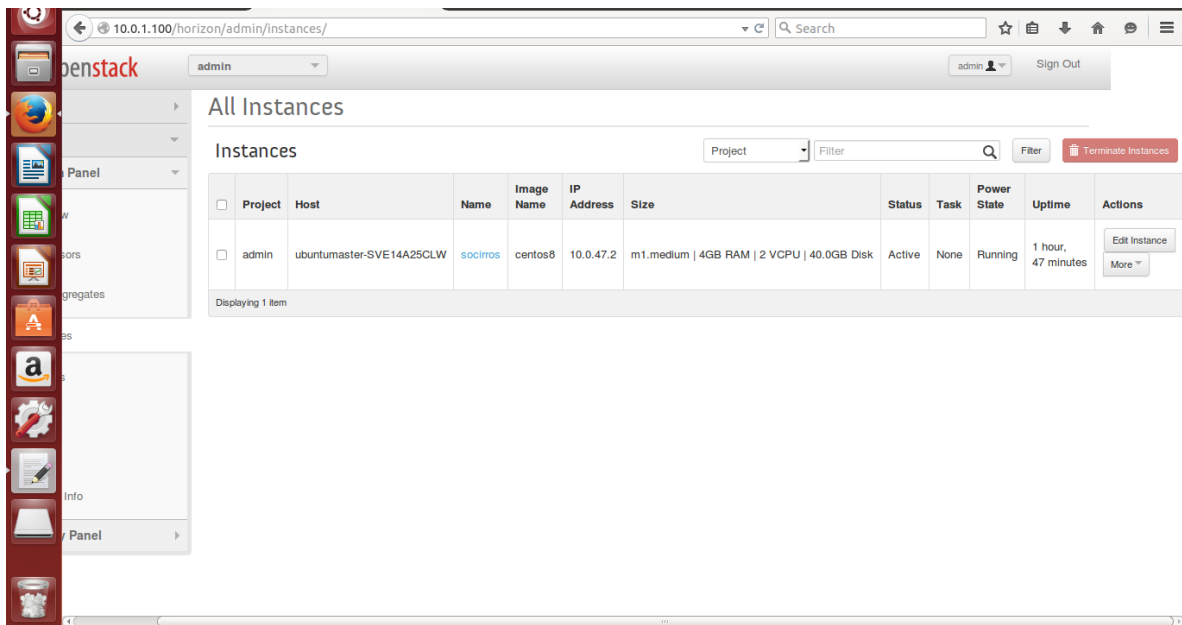 10.0.1.100/horizon/admin/instances/
Search
openstack
admin
admin
Sign Out
All Instances
Panel
Instances
Project
Filter
Filter
Terminate Instances
Project Host Name Image Name IP Address Size Status Task Power State Uptime Actions
admin ubuntumaster-SVE14A25CLW socirros centos8 10.0.47.2 m1.medium | 4GB RAM | 2 VCPU | 40.0GB Disk Active None Running 1 hour, 47 minutes Edit Instance
More
Displaying 1 item
sors
gregates
es
Info
Panel
a